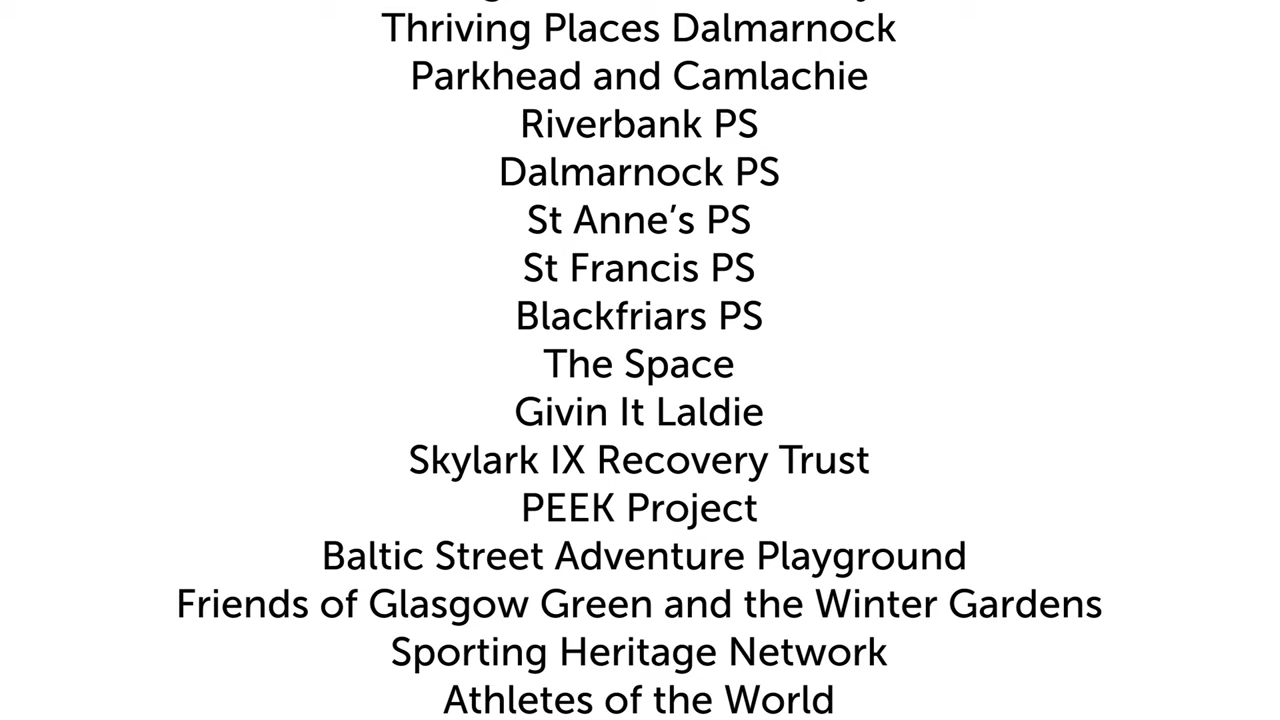 Thriving Places Dalmarnock
Parkhead and Camlachie
Riverbank PS
Dalmarnock PS
St Anne’s PS
St Francis PS
Blackfriars PS
The Space
Givin It Laldie
Skylark IX Recovery Trust
PEEK Project
Baltic Street Adventure Playground
Friends of Glasgow Green and the Winter Gardens
Sporting Heritage Network
Athletes of the World